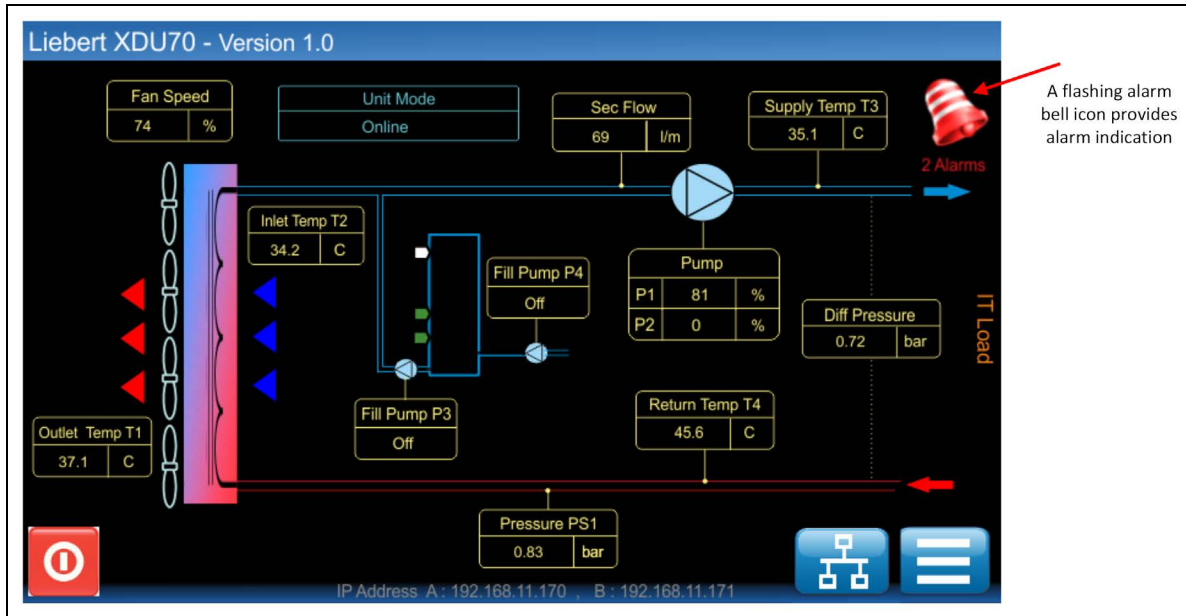 Liebert XDU70 - Version 1.0
Fan Speed
74 %
Unit Mode
Online
Sec Flow
69 l/m
Supply Temp T3
35.1 C
2 Alarms
A flashing alarm
bell icon provides
alarm indication
Inlet Temp T2
34.2 C
Fill Pump P4
Off
Pump
P1 81 %
P2 0 %
Diff Pressure
0.72 bar
IT Load
Fill Pump P3
Off
Return Temp T4
45.6 C
Outlet Temp T1
37.1 C
Pressure PS1
0.83 bar
IP Address A : 192.168.11.170 , B : 192.168.11.171